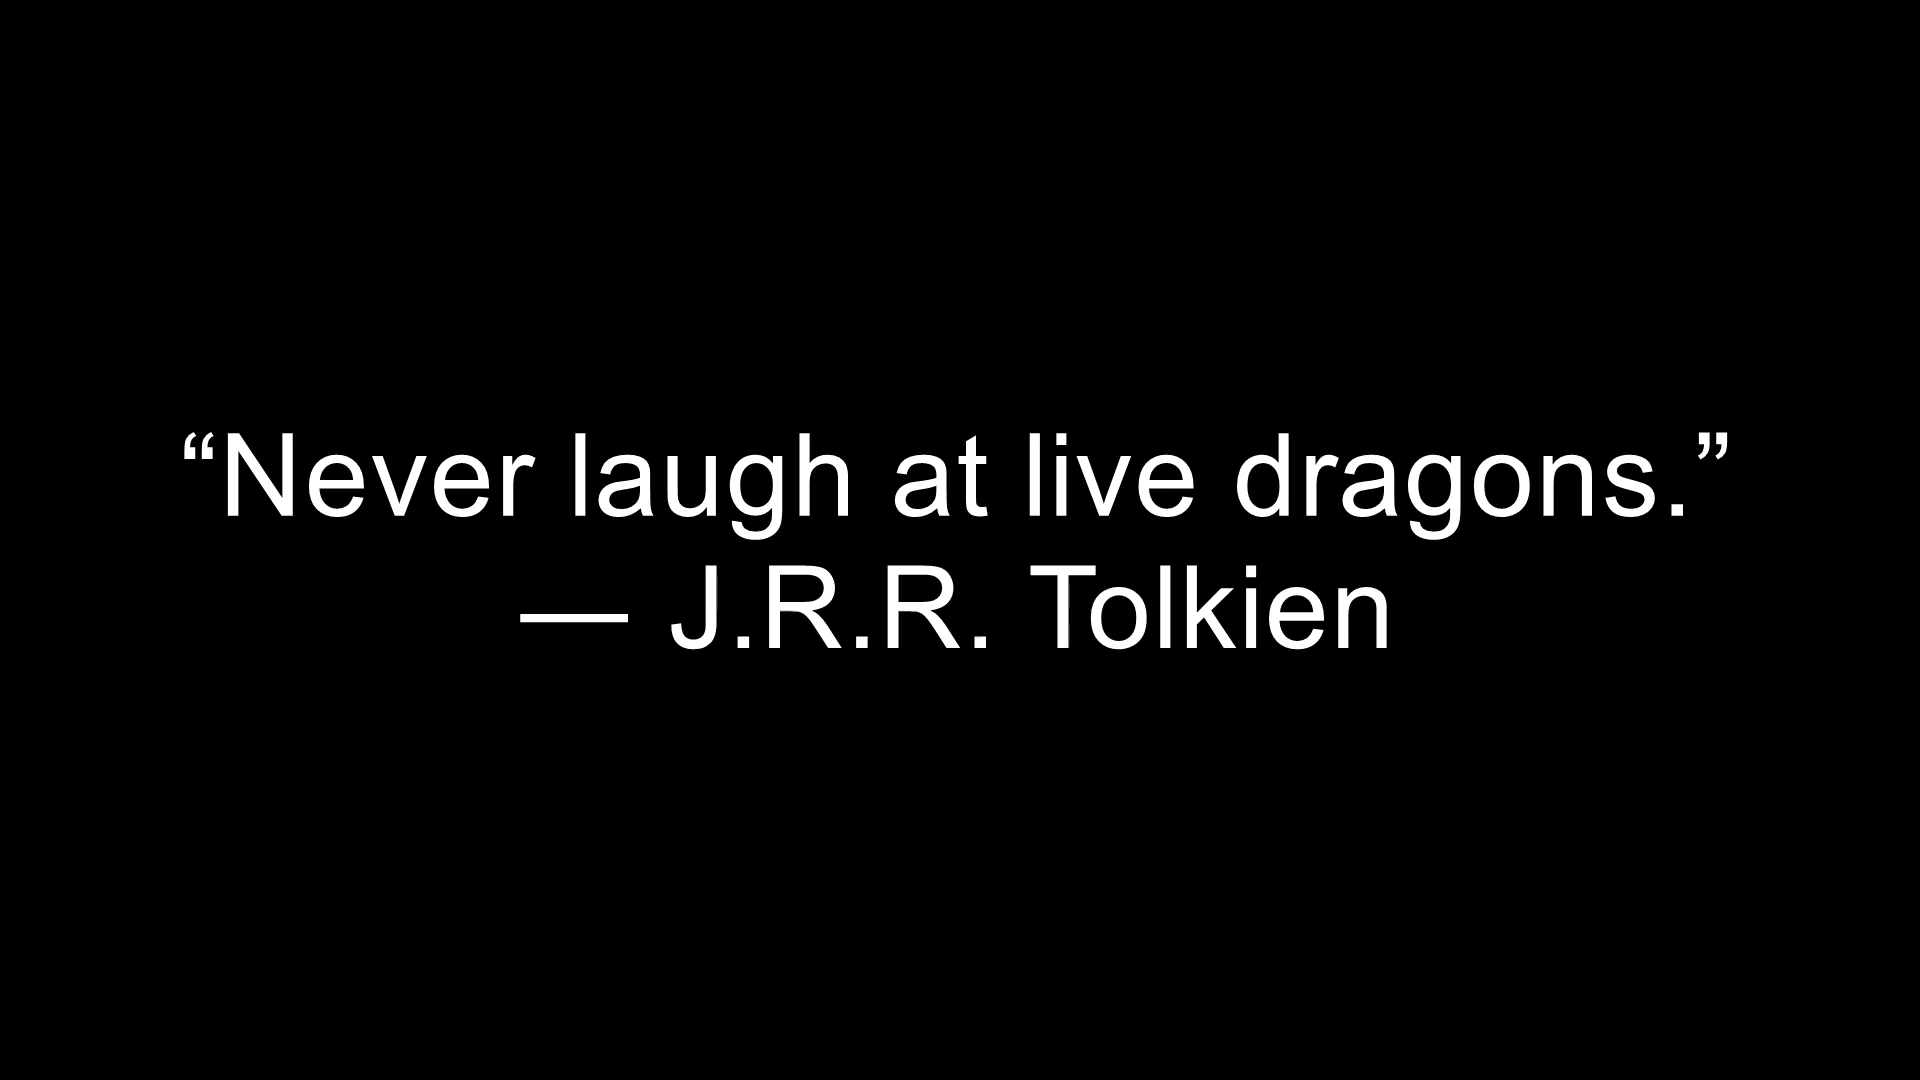 “Never laugh at live dragons.”
— J.R.R. Tolkien